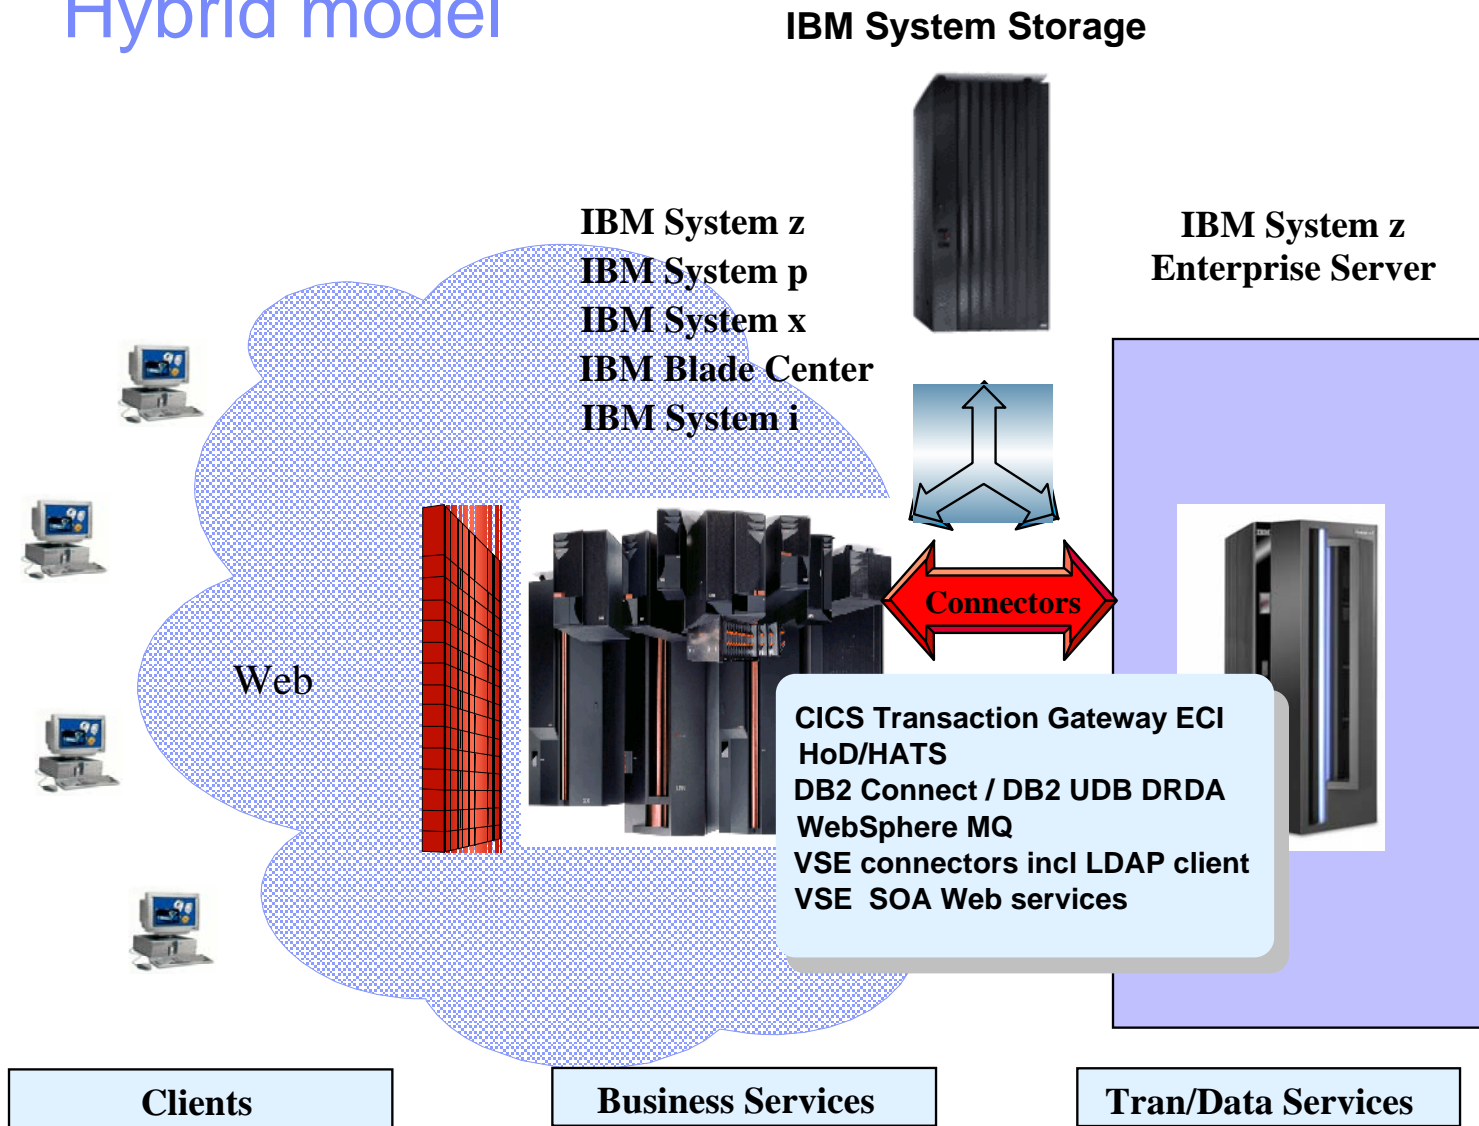 Hybrid model
IBM System Storage
IBM System z
IBM System p
IBM System x
IBM Blade Center
IBM System i
IBM System z
Enterprise Server
Connectors
Web
CICS Transaction Gateway ECI
HoD/HATS
DB2 Connect / DB2 UDB DRDA
WebSphere MQ
VSE connectors incl LDAP client
VSE SOA Web services
Clients
Business Services
Tran/Data Services